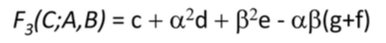 F₃(C;A,B) = c + α²d + β²e - αβ(g+f)